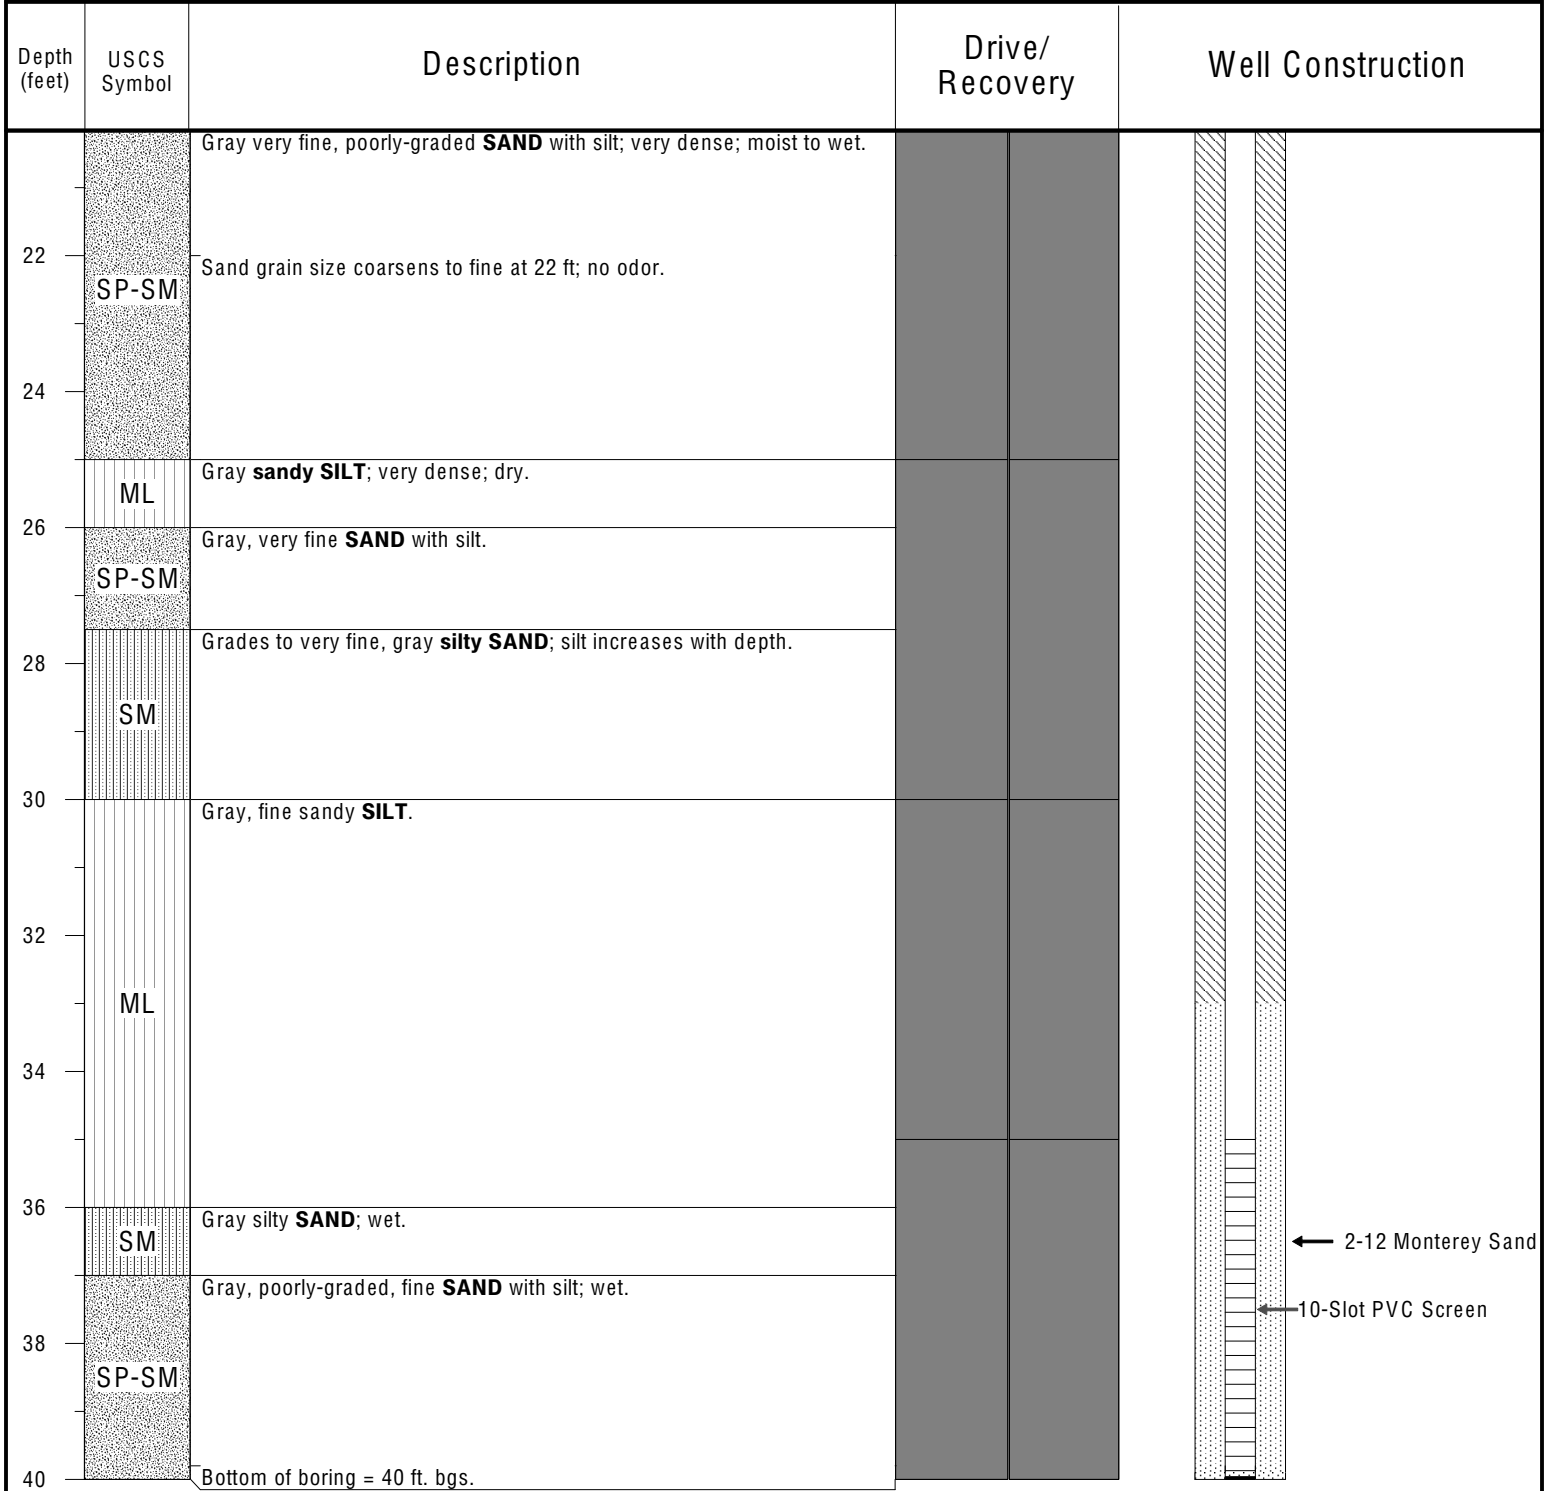 Depth
(feet)
USCS
Symbol
Description
Drive/
Recovery
Well Construction
Gray very fine, poorly-graded SAND with silt; very dense; moist to wet.
22
Sand grain size coarsens to fine at 22 ft; no odor.
SP-SM
24
Gray sandy SILT; very dense; dry.
ML
26
Gray, very fine SAND with silt.
SP-SM
Grades to very fine, gray silty SAND; silt increases with depth.
28
SM
30
Gray, fine sandy SILT.
32
ML
34
36
Gray silty SAND; wet.
SM
2-12 Monterey Sand
Gray, poorly-graded, fine SAND with silt; wet.
10-Slot PVC Screen
38
SP-SM
40
Bottom of boring = 40 ft. bgs.